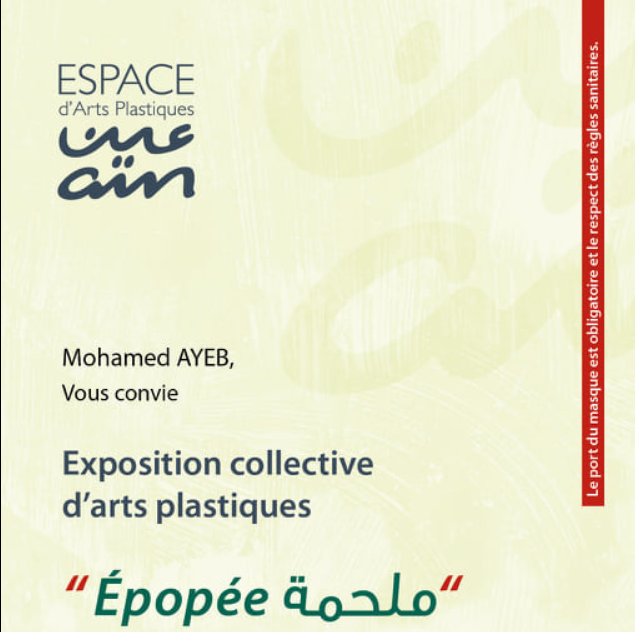 ESPACE
d'Arts Plastiques
عين
aïn
Mohamed AYEB,
Vous convie
Exposition collective
d'arts plastiques
“Épopée ملحمة“
Le port du masque est obligatoire et le respect des règles sanitaires.